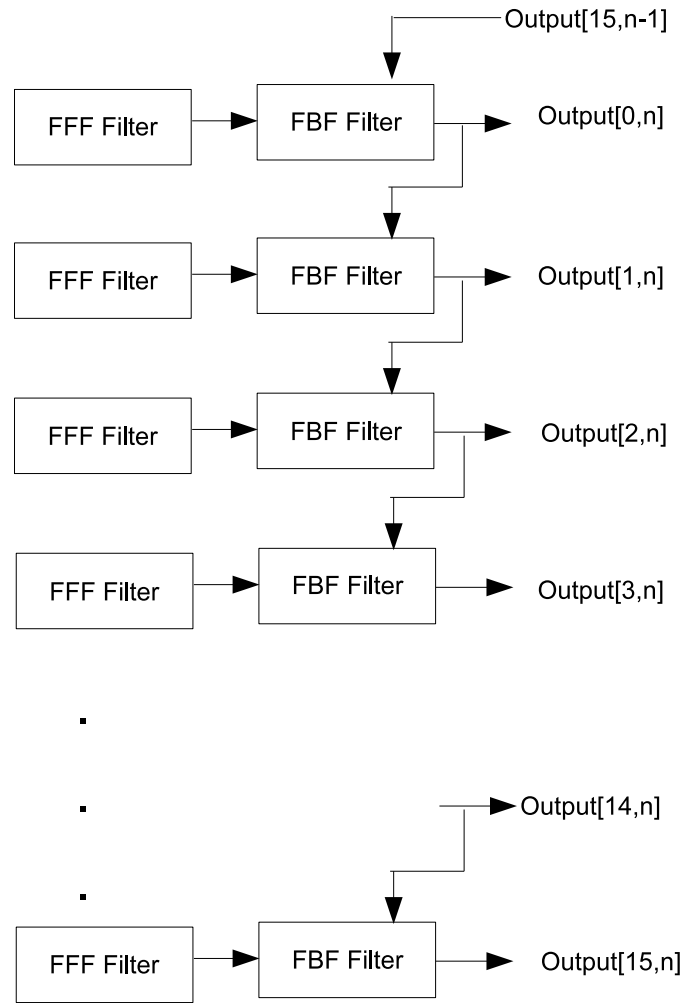 Output[15,n-1]
FFF Filter
FBF Filter
Output[0,n]
FFF Filter
FBF Filter
Output[1,n]
FFF Filter
FBF Filter
Output[2,n]
FFF Filter
FBF Filter
Output[3,n]
Output[14,n]
FFF Filter
FBF Filter
Output[15,n]